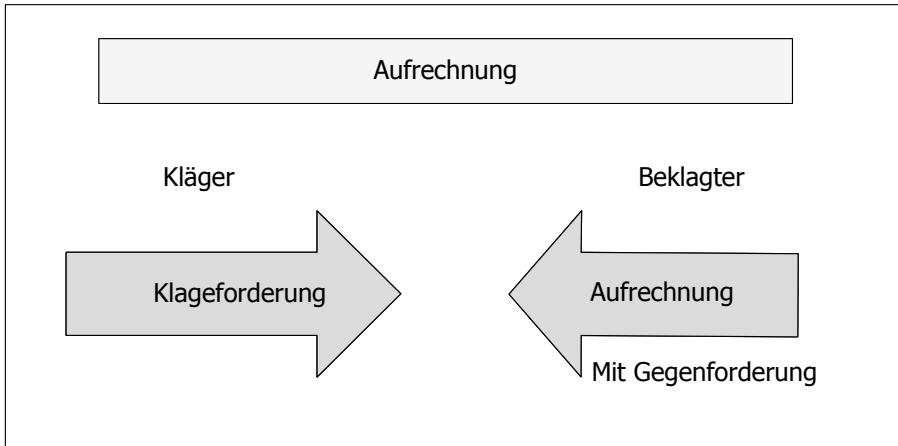 Aufrechnung
Kläger
Beklagter
Klageforderung
Aufrechnung
Mit Gegenforderung